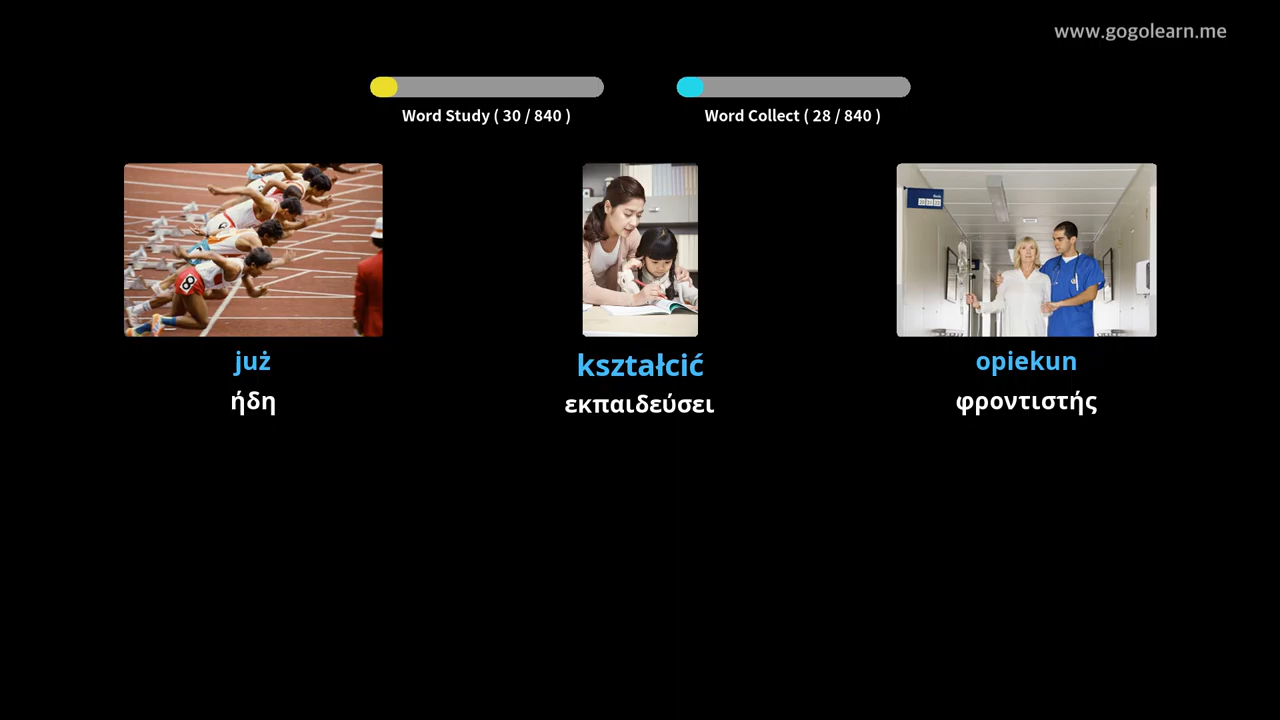 www.gogolearn.me
Word Study ( 30 / 840 )
Word Collect ( 28 / 840 )
już
kształcić
opiekun
ήδη
εκπαιδεύσει
φροντιστής